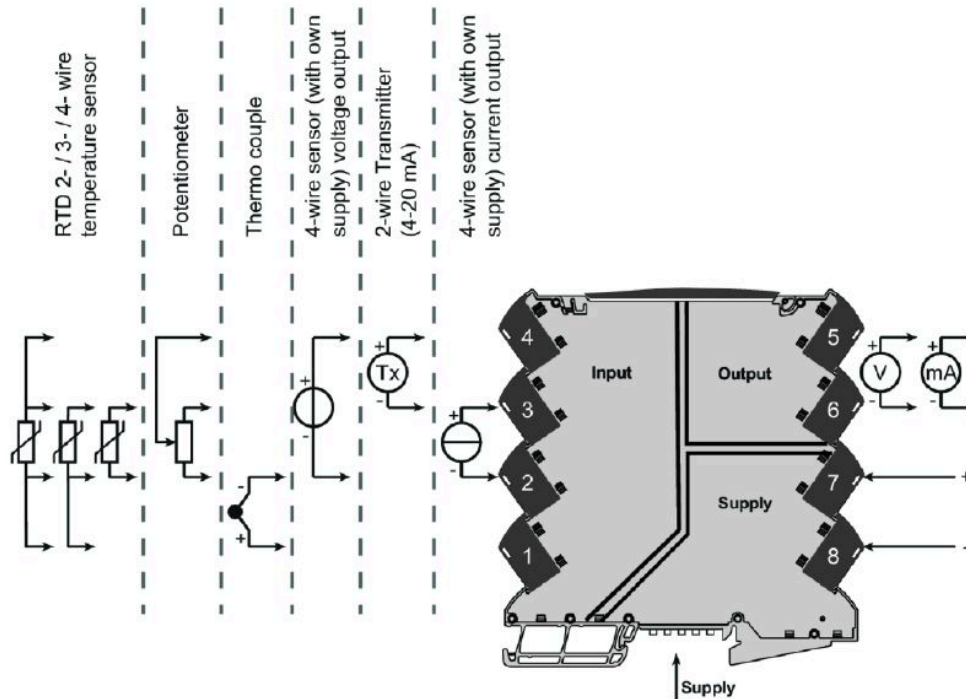 RTD 2- / 3- / 4- wire
temperature sensor
Potentiometer
Thermo couple
4-wire sensor (with own
supply) voltage output
2-wire Transmitter
(4-20 mA)
4-wire sensor (with own
supply) current output
4
5
+
+
+
+
Tx
Input
Output
V
mA
-
3
6
-
-
+
-
-
2
7
+
-
Supply
+
1
8
-
Supply